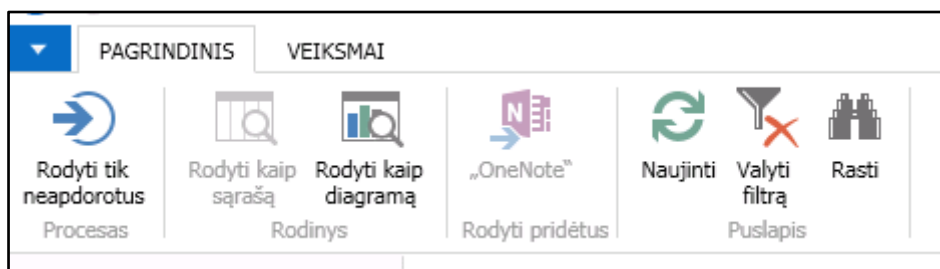 PAGRINDINIS VEIKSMAI
Rodyti tik neapdorotus
Rodyti kaip sąrašą
Rodyti kaip diagramą
„OneNote“
Naujinti
Valyti filtrą
Rasti
Procesas
Rodinys
Rodyti pridėtus
Puslapis